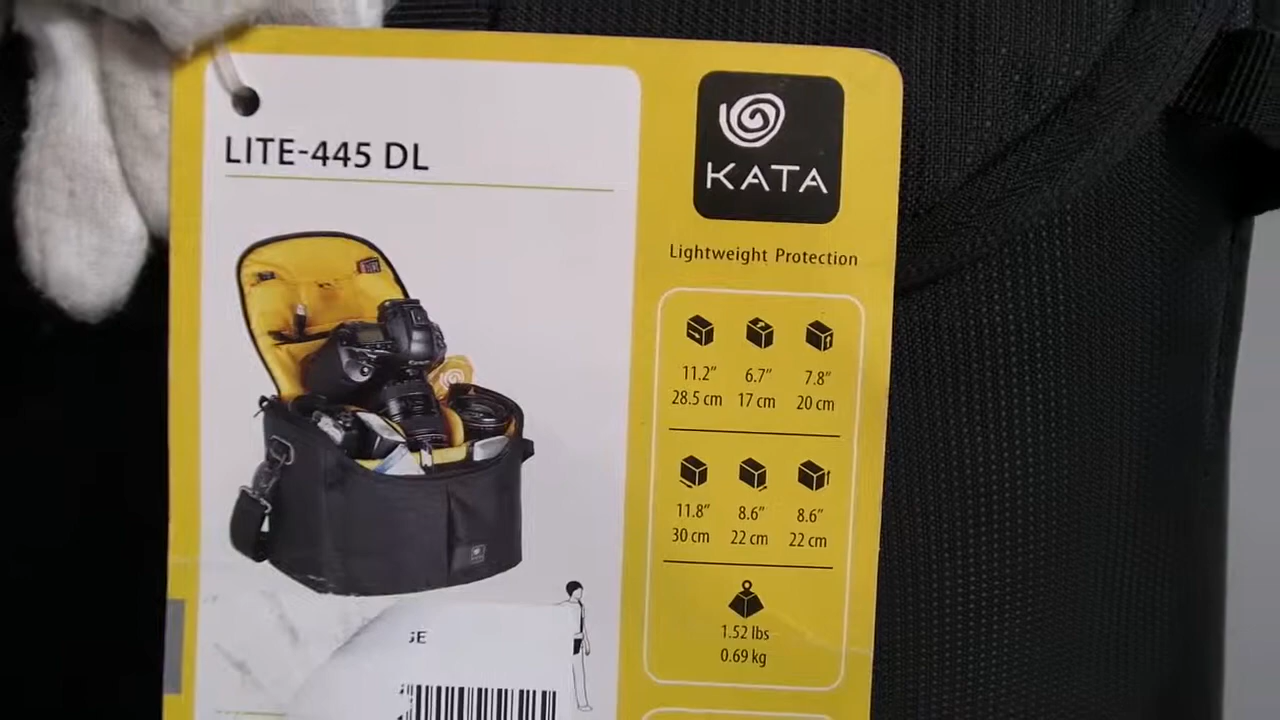 LITE-445 DL
KATA
Lightweight Protection
11.2" 6.7" 7.8"
28.5 cm 17 cm 20 cm
11.8" 8.6" 8.6"
30 cm 22 cm 22 cm
1.52 lbs
0.69 kg
GE